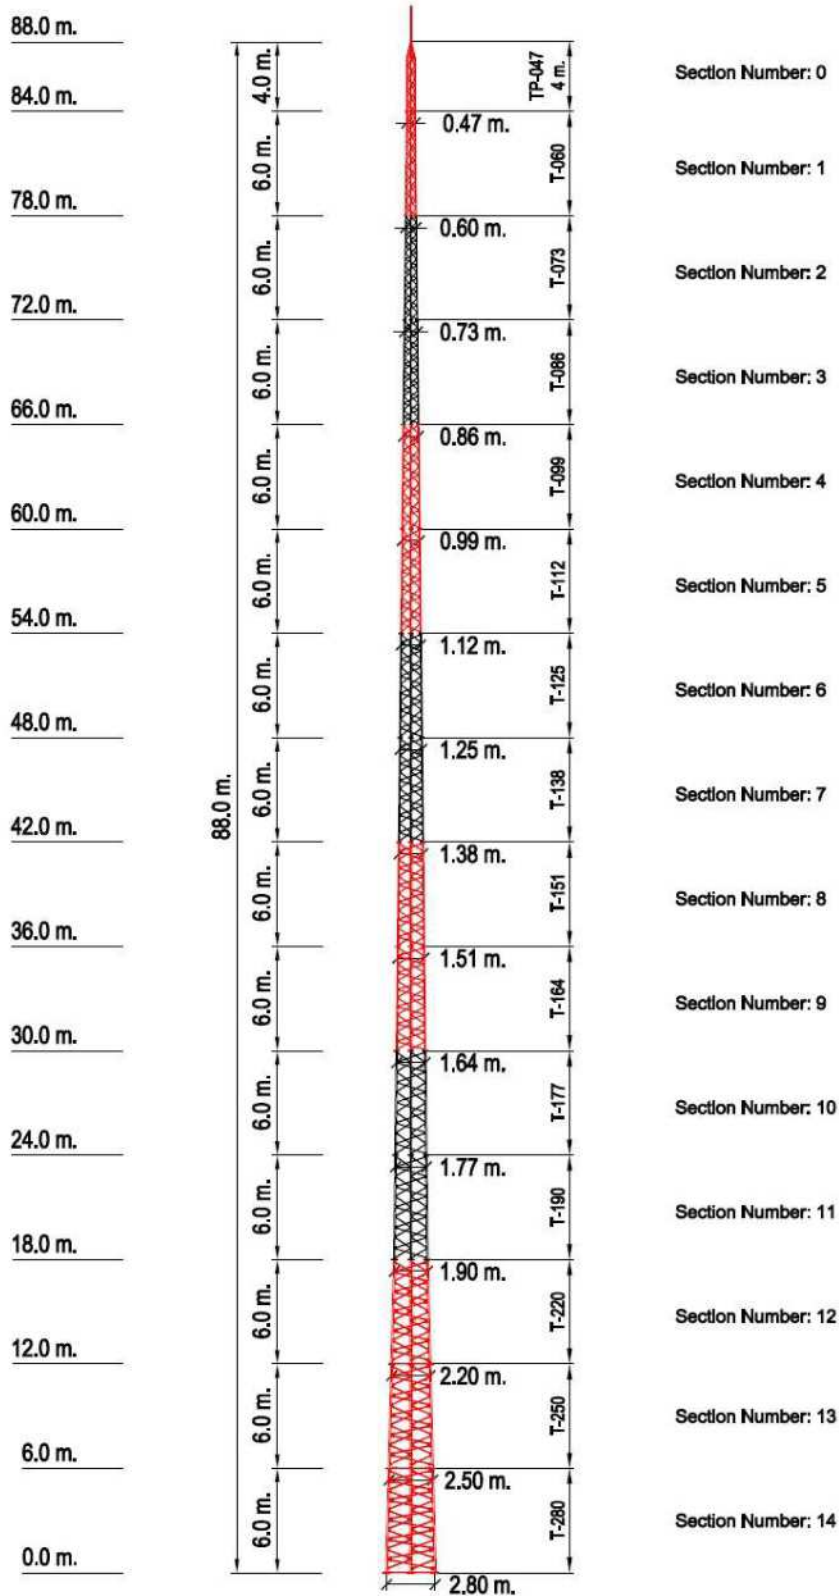 88.0 m.
4.0 m.
TP-047
4 m.
Section Number: 0
84.0 m.
0.47 m.
6.0 m.
T-060
Section Number: 1
78.0 m.
0.60 m.
6.0 m.
T-073
Section Number: 2
72.0 m.
0.73 m.
6.0 m.
T-086
Section Number: 3
66.0 m.
0.86 m.
6.0 m.
T-099
Section Number: 4
60.0 m.
0.99 m.
6.0 m.
T-112
Section Number: 5
54.0 m.
1.12 m.
6.0 m.
T-125
Section Number: 6
48.0 m.
1.25 m.
88.0 m.
6.0 m.
T-138
Section Number: 7
42.0 m.
1.38 m.
6.0 m.
T-151
Section Number: 8
36.0 m.
1.51 m.
6.0 m.
T-164
Section Number: 9
30.0 m.
1.64 m.
6.0 m.
T-177
Section Number: 10
24.0 m.
1.77 m.
6.0 m.
T-190
Section Number: 11
18.0 m.
1.90 m.
6.0 m.
T-220
Section Number: 12
12.0 m.
2.20 m.
6.0 m.
T-250
Section Number: 13
6.0 m.
2.50 m.
6.0 m.
T-280
Section Number: 14
0.0 m.
2.80 m.